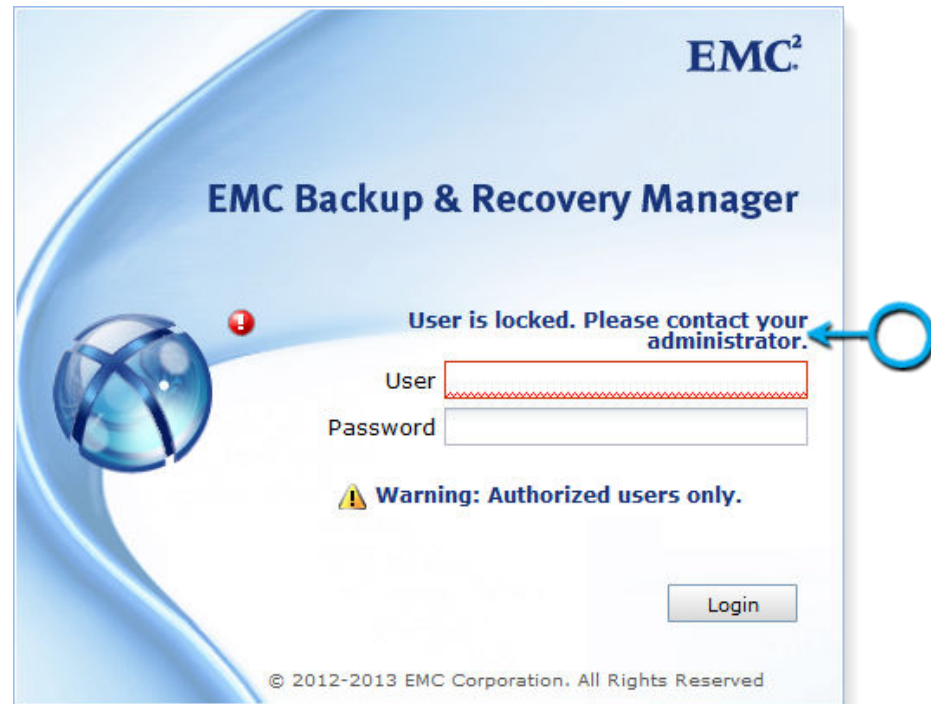 EMC²
EMC Backup & Recovery Manager
User is locked. Please contact your
administrator.
User
Password
Warning: Authorized users only.
Login
© 2012-2013 EMC Corporation. All Rights Reserved